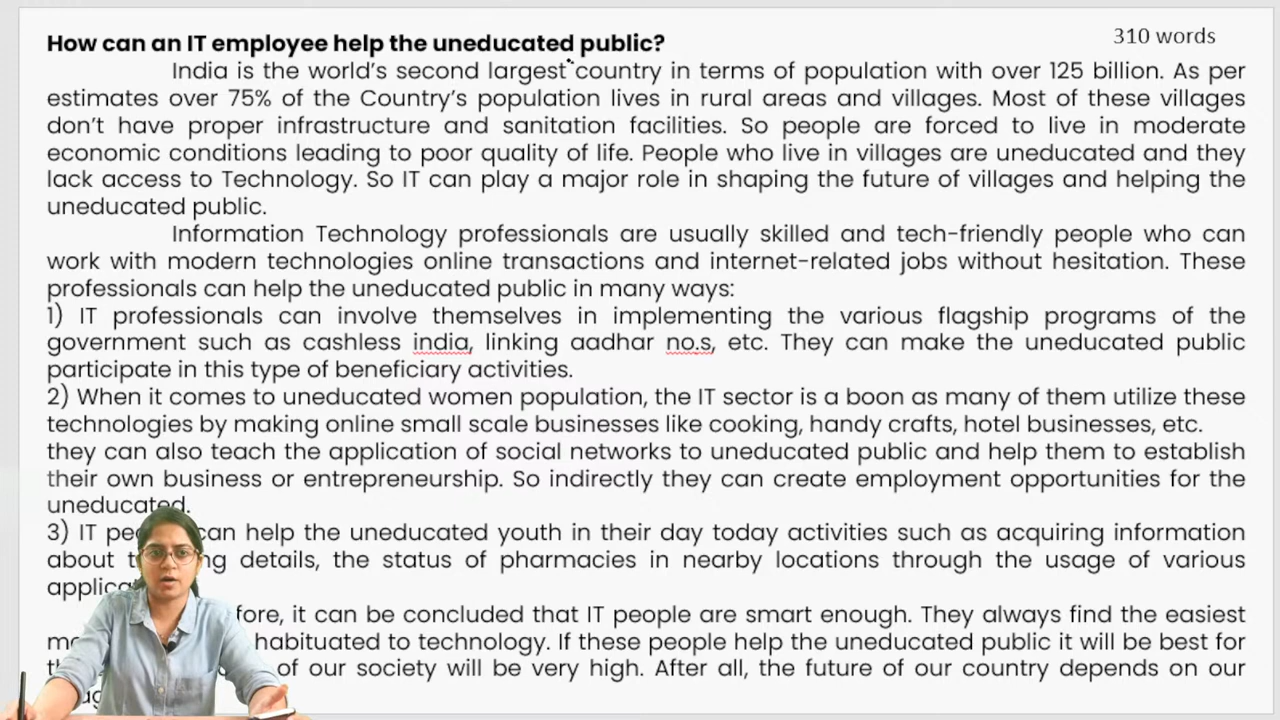 How can an IT employee help the uneducated public?
310 words
India is the world's second largest country in terms of population with over 125 billion. As per
estimates over 75% of the Country's population lives in rural areas and villages. Most of these villages
don't have proper infrastructure and sanitation facilities. So people are forced to live in moderate
economic conditions leading to poor quality of life. People who live in villages are uneducated and they
lack access to Technology. So IT can play a major role in shaping the future of villages and helping the
uneducated public.
Information Technology professionals are usually skilled and tech-friendly people who can
work with modern technologies online transactions and internet-related jobs without hesitation. These
professionals can help the uneducated public in many ways:
1) IT professionals can involve themselves in implementing the various flagship programs of the
government such as cashless india, linking aadhar no.s, etc. They can make the uneducated public
participate in this type of beneficiary activities.
2) When it comes to uneducated women population, the IT sector is a boon as many of them utilize these
technologies by making online small scale businesses like cooking, handy crafts, hotel businesses, etc.
they can also teach the application of social networks to uneducated public and help them to establish
their own business or entrepreneurship. So indirectly they can create employment opportunities for the
uneducated.
3) IT can help the uneducated youth in their day today activities such as acquiring information
about details, the status of pharmacies in nearby locations through the usage of various
it can be concluded that IT people are smart enough. They always find the easiest
habituated to technology. If these people help the uneducated public it will be best for
of our society will be very high. After all, the future of our country depends on our